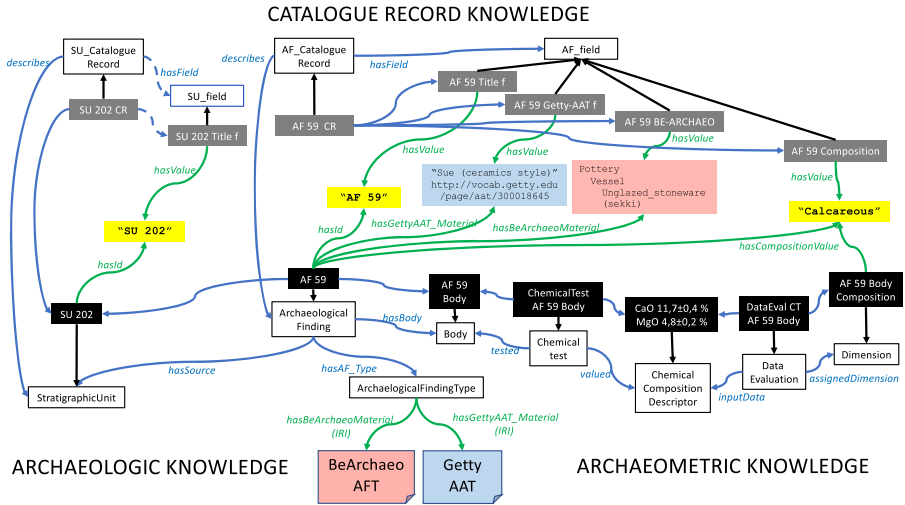 CATALOGUE RECORD KNOWLEDGE
SU_Catalogue
Record
describes
hasField
SU_field
SU 202 CR
SU 202 Title f
hasValue
"SU 202"
hasId
AF_Catalogue
Record
describes
hasField
AF_field
AF 59 Title f
AF 59 Getty-AAT f
AF 59 CR
AF 59 BE-ARCHAEO
AF 59 Composition
hasValue
hasValue
hasValue
hasValue
"AF 59"
"Sue (ceramics style)"
http://vocab.getty.edu
/page/aat/300018645
Pottery
Vessel
Unglazed_stoneware
(sekki)
"Calcareous"
hasId
hasGettyAAT_Material
hasBeArchaeoMaterial
hasCompositionValue
AF 59
SU 202
Archaeological
Finding
hasBody
AF 59
Body
Body
ChemicalTest
AF 59 Body
Chemical
test
tested
valued
CaO 11,7±0,4 %
MgO 4,8±0,2 %
Chemical
Composition
Descriptor
DataEval CT
AF 59 Body
Data
Evaluation
inputData
AF 59 Body
Composition
Dimension
assignedDimension
hasSource
StratigraphicUnit
hasAF_Type
ArchaelogicalFindingType
hasBeArchaeoMaterial
(IRI)
hasGettyAAT_Material
(IRI)
BeArchaeo
AFT
Getty
AAT
ARCHAEOLOGIC KNOWLEDGE
ARCHAEOMETRIC KNOWLEDGE